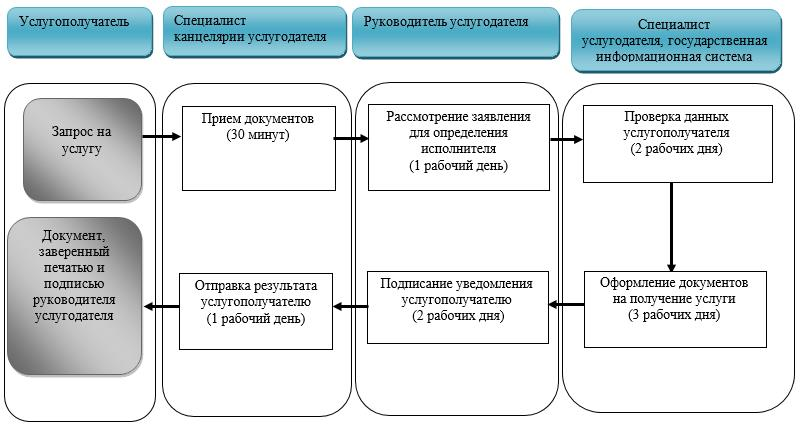 Услугополучатель
Специалист
канцелярии услугодателя
Руководитель услугодателя
Специалист
услугодателя, государственная
информационная система
Запрос на
услугу
Прием документов
(30 минут)
Рассмотрение заявления
для определения
исполнителя
(1 рабочий день)
Проверка данных
услугополучателя
(2 рабочих дня)
Документ,
заверенный
печатью и
подписью
руководителя
услугодателя
Отправка результата
услугополучателю
(1 рабочий день)
Подписание уведомления
услугополучателю
(2 рабочих дня)
Оформление документов
на получение услуги
(3 рабочих дня)